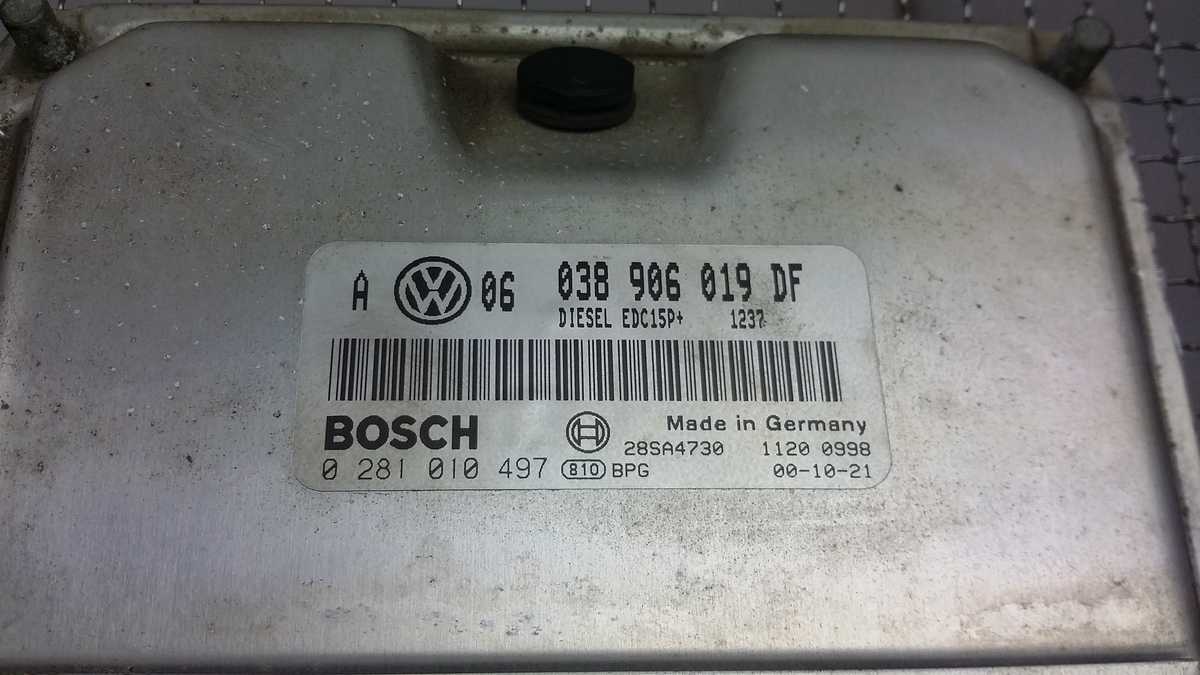 A VW 06 038 906 019 DF
DIESEL EDC15P+ 1237
BOSCH Made in Germany
28SA4730 1120 0998
0 281 010 497 810 BPG 00-10-21